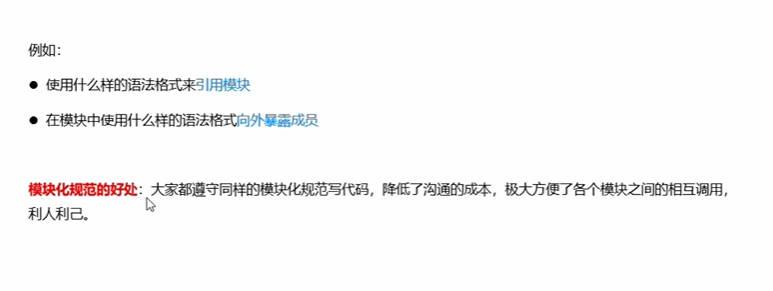 例如：
● 使用什么样的语法格式来引用模块
● 在模块中使用什么样的语法格式向外暴露成员
模块化规范的好处：大家都遵守同样的模块化规范写代码，降低了沟通的成本，极大方便了各个模块之间的相互调用，
利人利己。